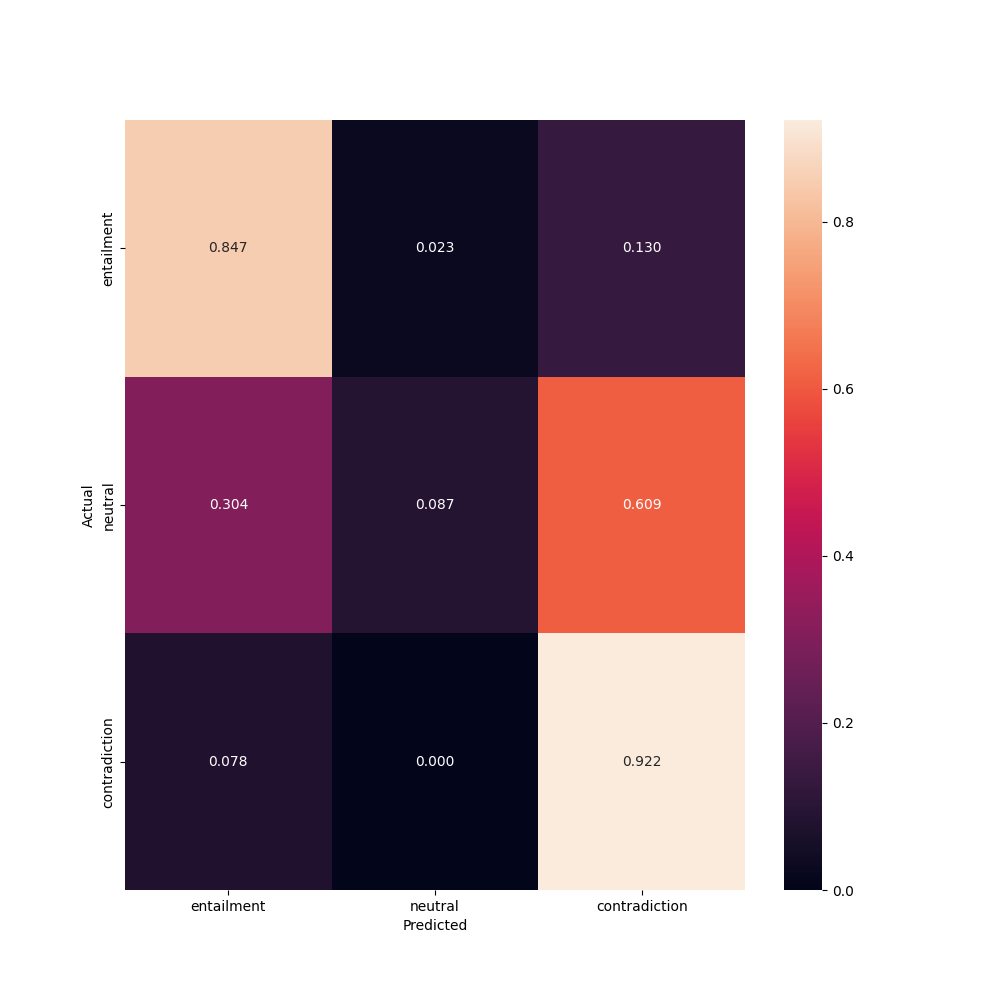 entailment
0.847
0.023
0.130
Actual
neutral
0.304
0.087
0.609
contradiction
0.078
0.000
0.922
entailment
neutral
contradiction
Predicted
0.8
0.6
0.4
0.2
0.0